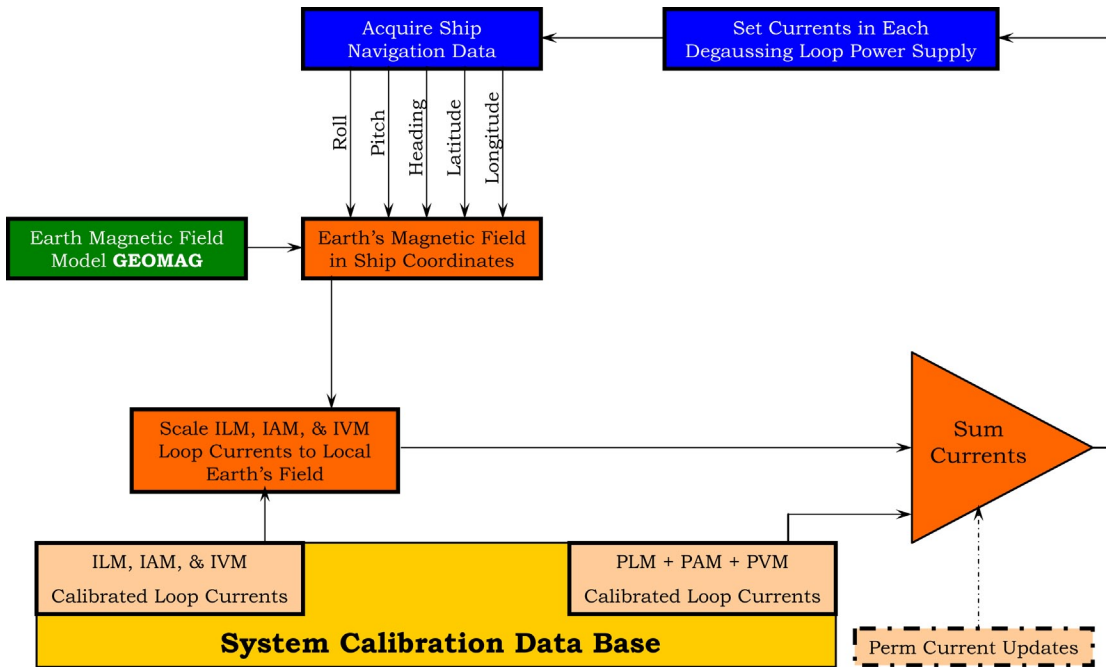 Acquire Ship
Navigation Data
Set Currents in Each
Degaussing Loop Power Supply
Roll
Pitch
Heading
Latitude
Longitude
Earth Magnetic Field
Model GEOMAG
Earth's Magnetic Field
in Ship Coordinates
Scale ILM, IAM, & IVM
Loop Currents to Local
Earth's Field
Sum
Currents
ILM, IAM, & IVM
Calibrated Loop Currents
PLM + PAM + PVM
Calibrated Loop Currents
System Calibration Data Base
Perm Current Updates